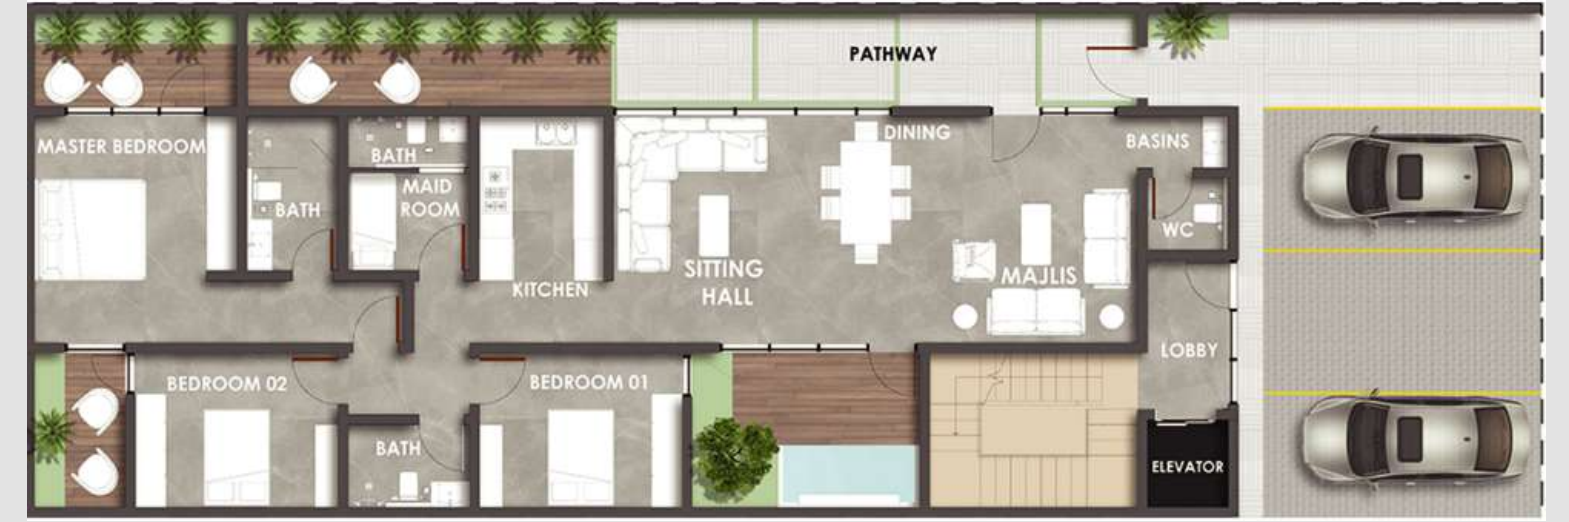 PATHWAY
MASTER BEDROOM
BATH
BATH
MAID
ROOM
KITCHEN
SITTING
HALL
DINING
MAJLIS
BASINS
WC
LOBBY
ELEVATOR
BEDROOM 02
BATH
BEDROOM 01